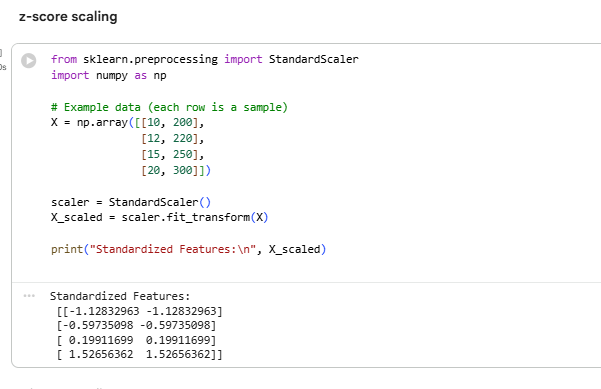 z-score scaling
from sklearn.preprocessing import StandardScaler
import numpy as np
# Example data (each row is a sample)
X = np.array([[10, 200],
[12, 220],
[15, 250],
[20, 300]])
scaler = StandardScaler()
X_scaled = scaler.fit_transform(X)
print("Standardized Features:\n", X_scaled)
Standardized Features:
[[-1.12832963 -1.12832963]
[-0.59735098 -0.59735098]
[ 0.19911699  0.19911699]
[ 1.52656362  1.52656362]]